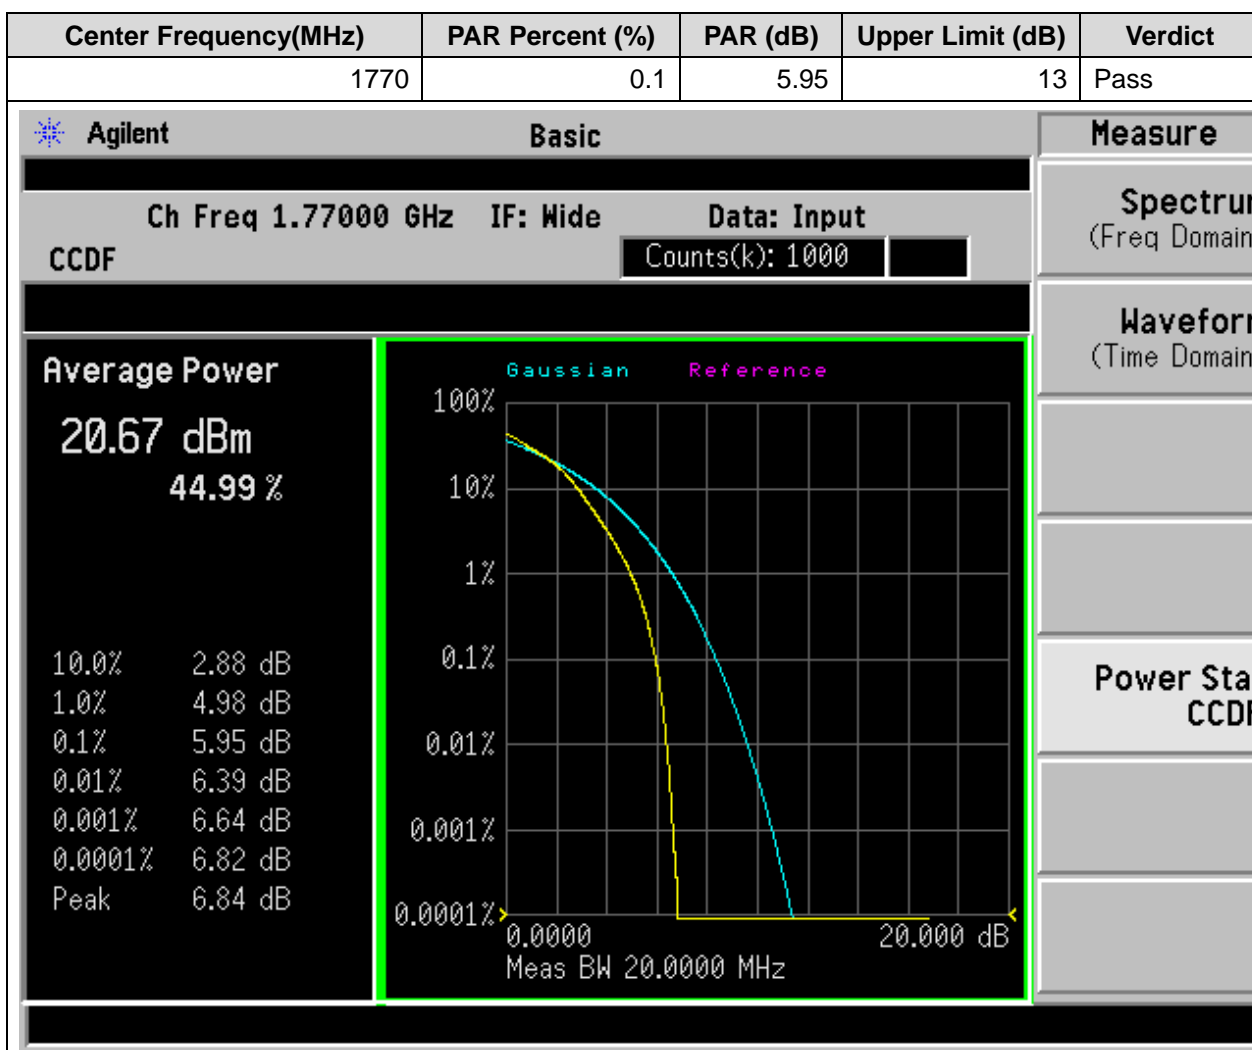 Center Frequency(MHz) PAR Percent (%) PAR (dB) Upper Limit (dB) Verdict
1770 0.1 5.95 13 Pass
Agilent Basic Measure
Ch Freq 1.77000 GHz IF: Wide Data: Input
CCDF Counts(k): 1000
Spectru
(Freq Domain
Wavefor
(Time Domain
Power Sta
CCD
Average Power
20.67 dBm
44.99 %
10.0% 2.88 dB
1.0% 4.98 dB
0.1% 5.95 dB
0.01% 6.39 dB
0.001% 6.64 dB
0.0001% 6.82 dB
Peak 6.84 dB
Gaussian Reference
100%
10%
1%
0.1%
0.01%
0.001%
0.0001%
0.0000 20.000 dB
Meas BW 20.0000 MHz